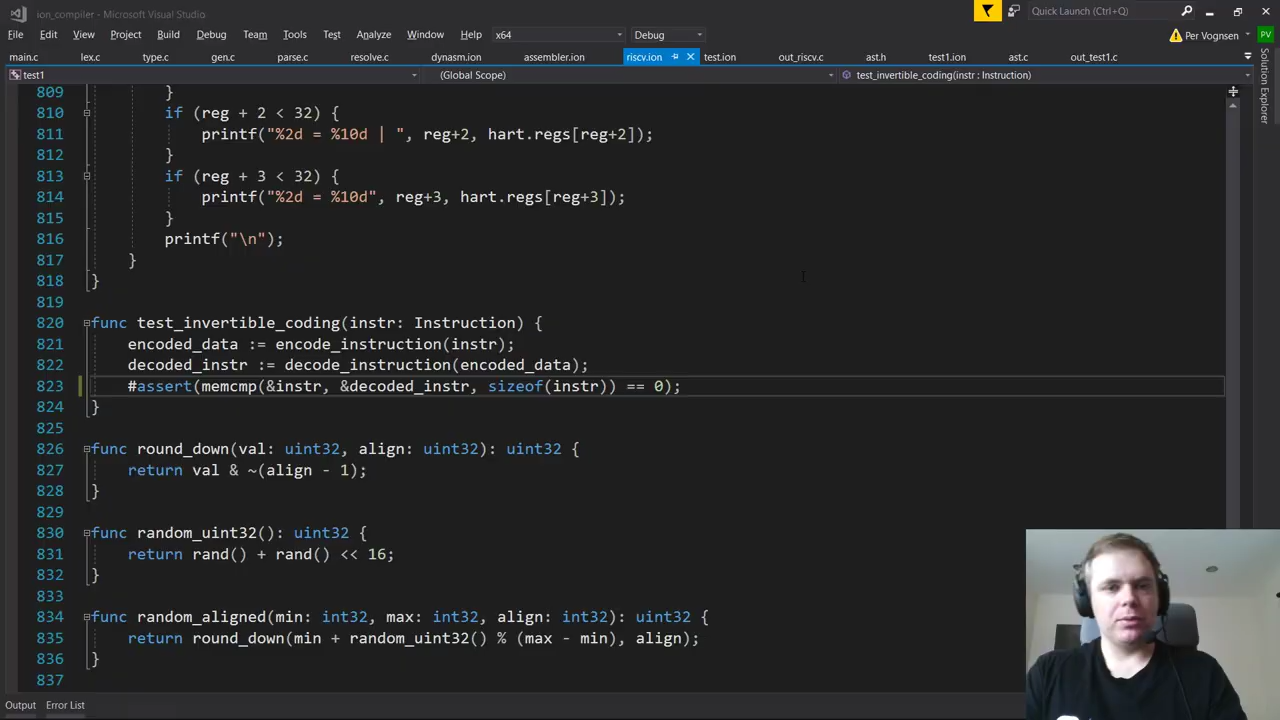 ion_compiler - Microsoft Visual Studio
Quick Launch (Ctrl+Q)
File Edit View Project Build Debug Team Tools Test Analyze Window Help x64 Debug
Per Vognsen PV
main.c lex.c type.c gen.c parse.c resolve.c dynasm.ion assembler.ion riscv.ion test.ion out_riscv.c ast.h test1.ion ast.c out_test1.c
test1 (Global Scope) test_invertible_coding(instr : Instruction)
Solution Explorer
809 }
810 if (reg + 2 < 32) {
811 printf("%2d = %10d | ", reg+2, hart.regs[reg+2]);
812 }
813 if (reg + 3 < 32) {
814 printf("%2d = %10d", reg+3, hart.regs[reg+3]);
815 }
816 printf("\n");
817 }
818 }
819
820 func test_invertible_coding(instr: Instruction) {
821 encoded_data := encode_instruction(instr);
822 decoded_instr := decode_instruction(encoded_data);
823 #assert(memcmp(&instr, &decoded_instr, sizeof(instr)) == 0);
824 }
825
826 func round_down(val: uint32, align: uint32): uint32 {
827 return val & ~(align - 1);
828 }
829
830 func random_uint32(): uint32 {
831 return rand() + rand() << 16;
832 }
833
834 func random_aligned(min: int32, max: int32, align: int32): uint32 {
835 return round_down(min + random_uint32() % (max - min), align);
836 }
837
Output Error List